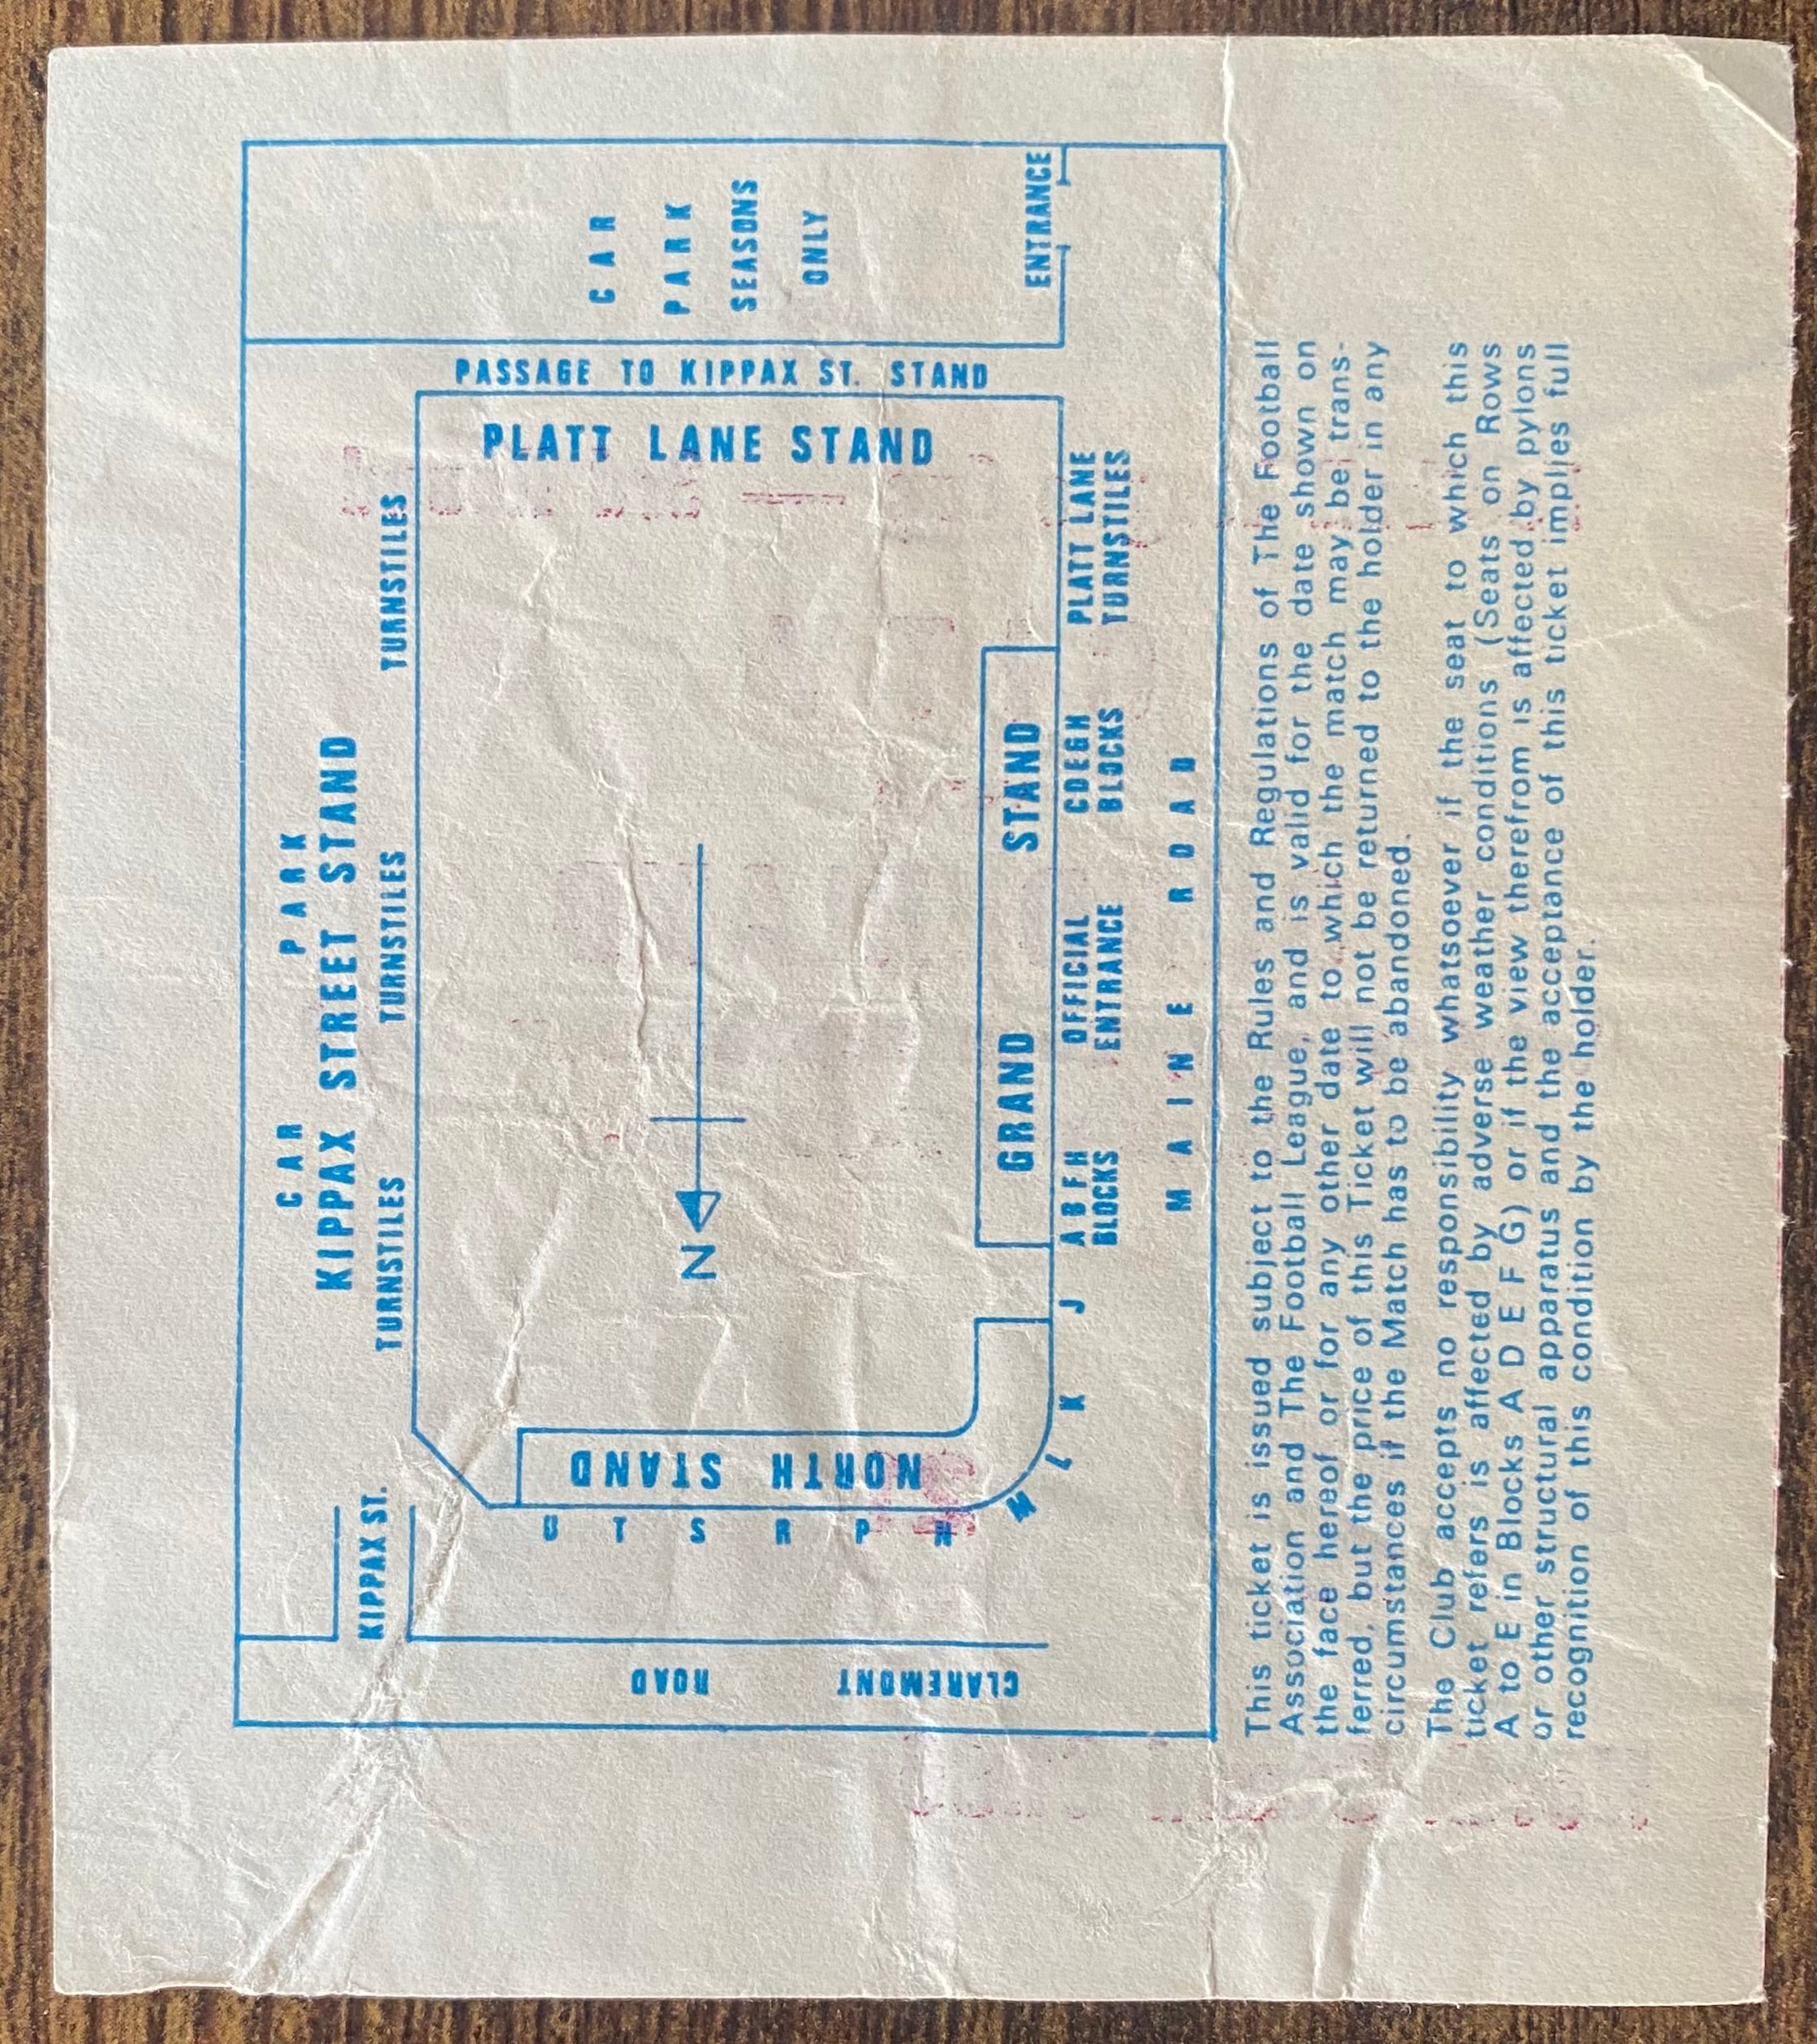 CAR PARK
KIPPAX STREET STAND
KIPPAX ST.
TURNSTILES TURNSTILES TURNSTILES
CLAREMONT ROAD
U
T
S
R
P
N
M
L
K
J
NORTH STAND
N
PLATT LANE STAND
PASSAGE TO KIPPAX ST. STAND
CAR
PARK
SEASONS
ONLY
ENTRANCE
GRAND STAND
A B F H
BLOCKS
OFFICIAL
ENTRANCE
CDEGH
BLOCKS
PLATT LANE
TURNSTILES
MAINE ROAD
This ticket is issued subject to the Rules and Regulations of The Football
Association and The Football League, and is valid for the date shown on
the face hereof or for any other date to which the match may be trans-
ferred, but the price of this Ticket will not be returned to the holder in any
circumstances if the Match has to be abandoned.
The Club accepts no responsibility whatsoever if the seat to which this
ticket refers is affected by adverse weather conditions (Seats on Rows
A to E in Blocks A D E F G) or if the view therefrom is affected by pylons
or other structural apparatus and the acceptance of this ticket implies full
recognition of this condition by the holder.